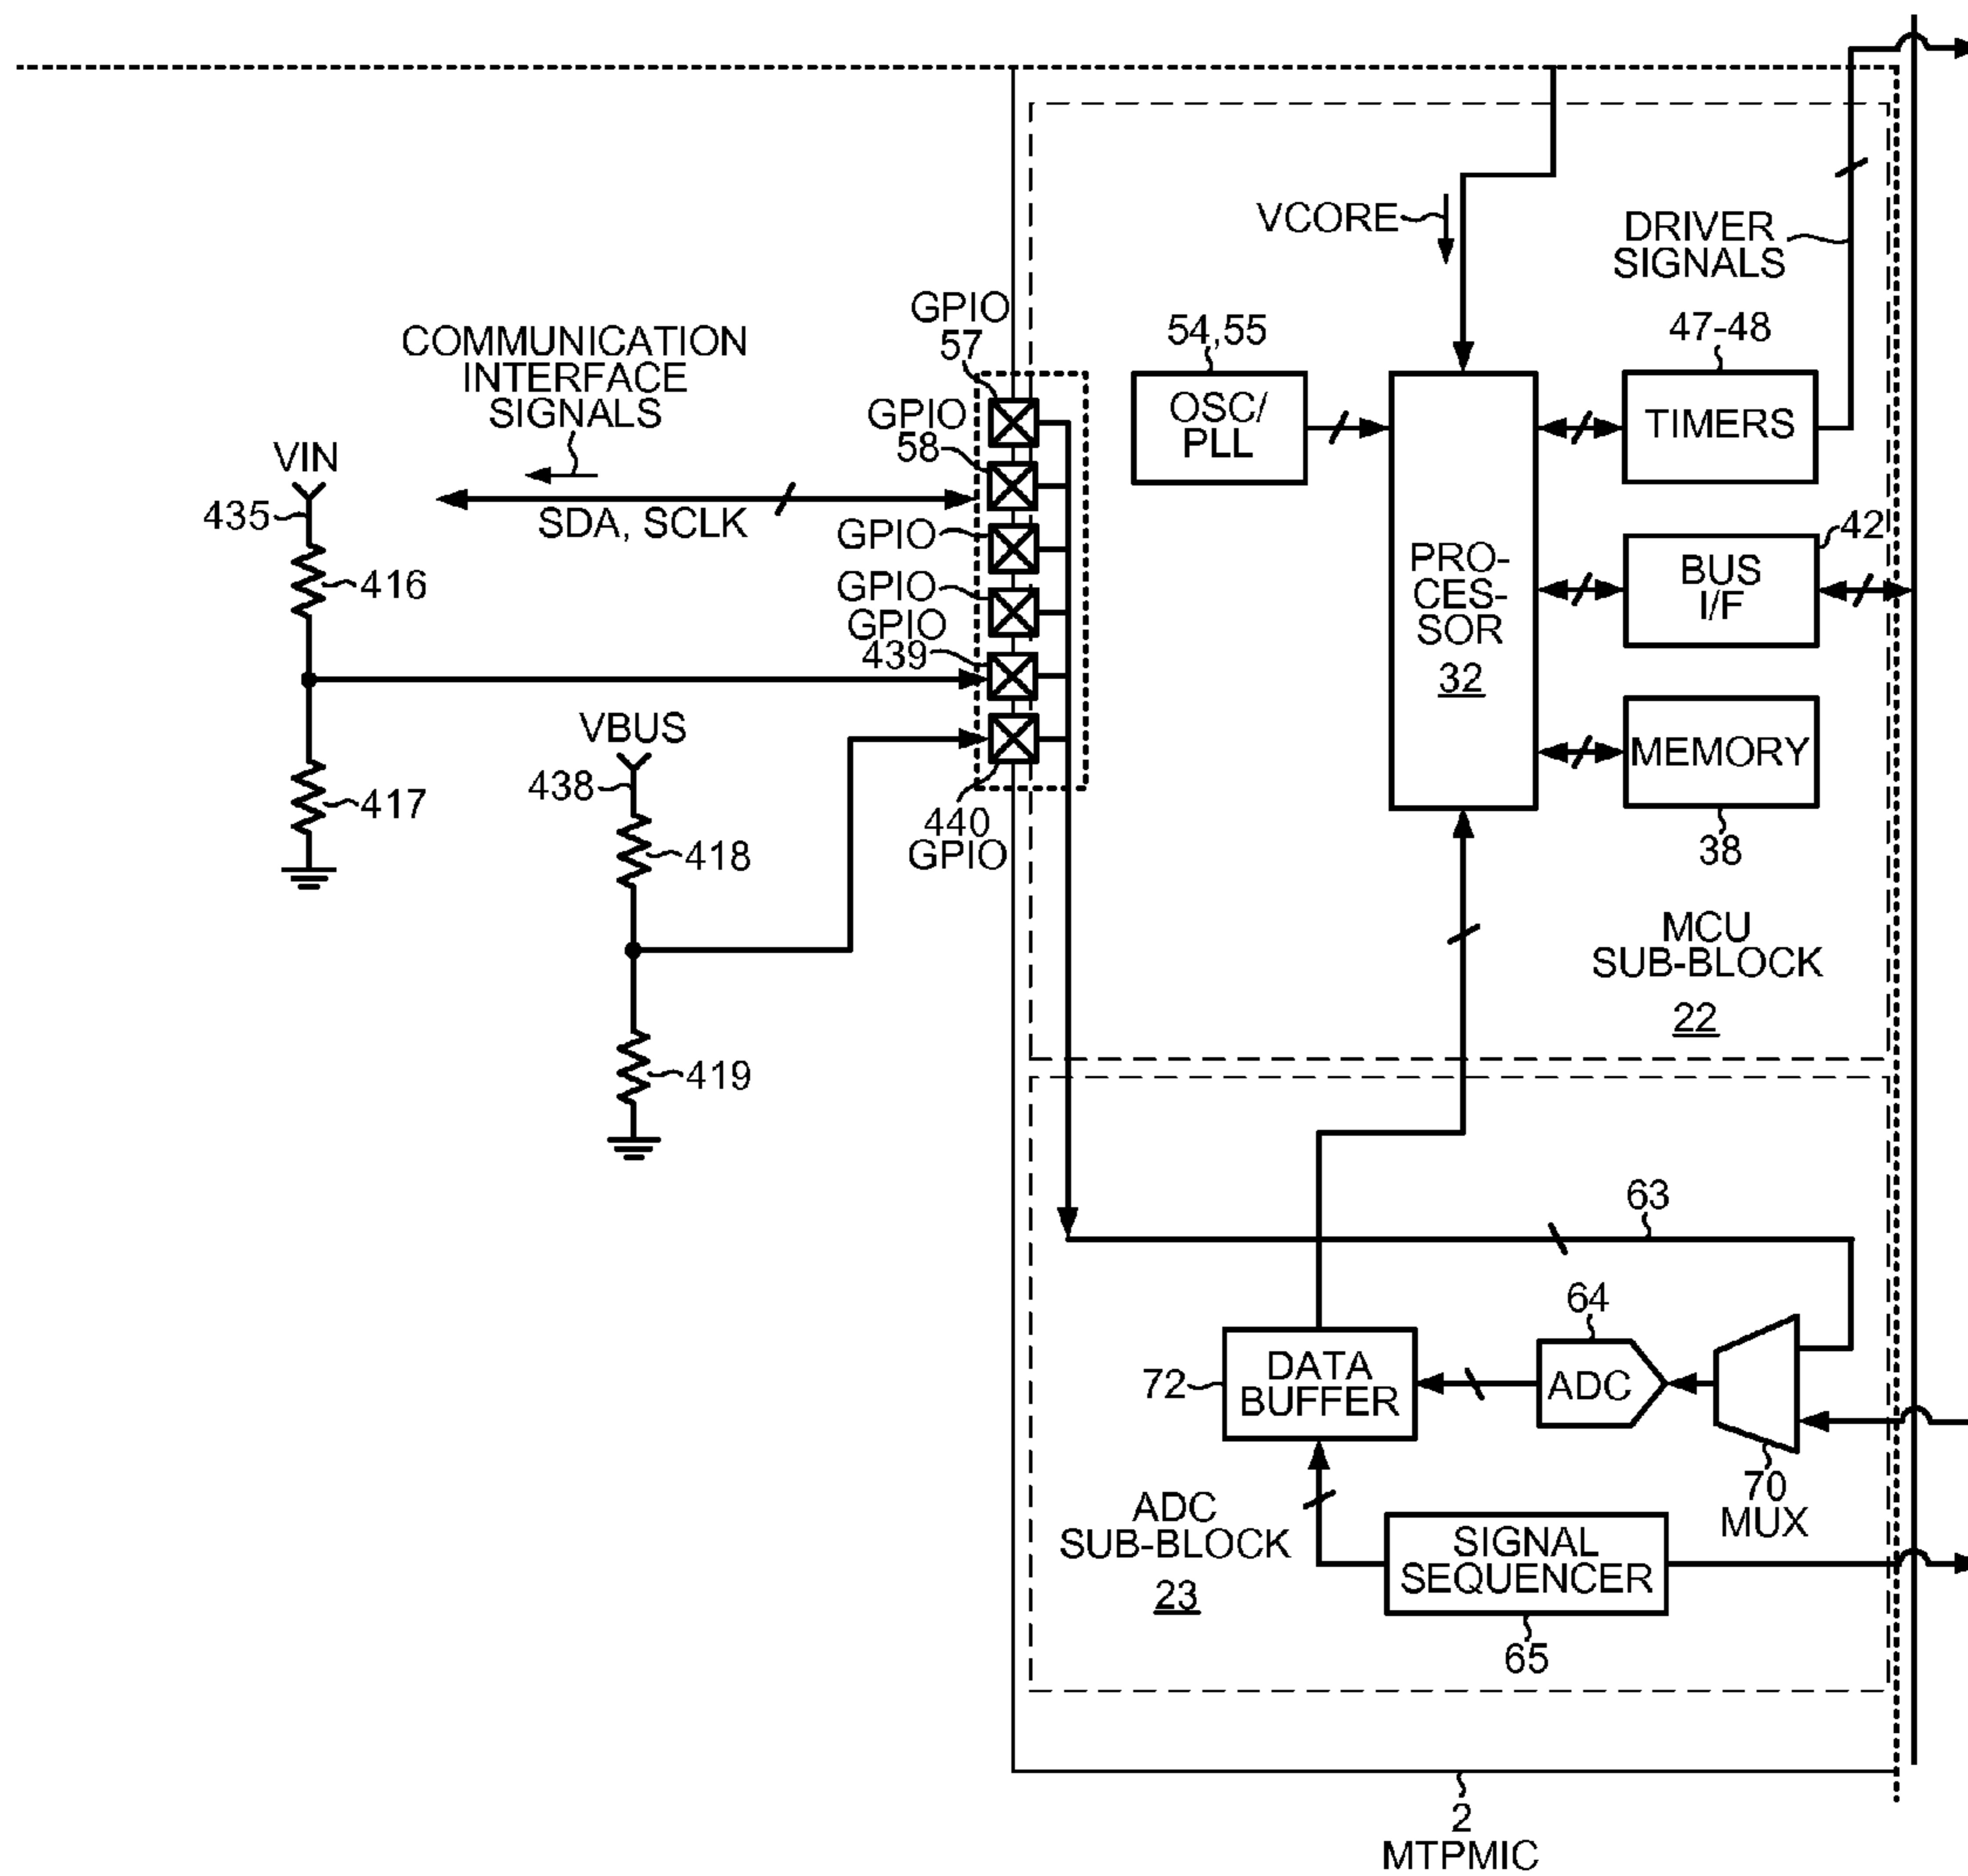 VCORE
DRIVER
SIGNALS
GPIO
57
COMMUNICATION
INTERFACE
SIGNALS
54,55
47-48
GPIO
58
OSC/
PLL
TIMERS
VIN
435
SDA, SCLK
GPIO
42
416
GPIO
PRO-
CES-
SOR
32
BUS
I/F
GPIO
439
VBUS
438
MEMORY
417
440
GPIO
38
418
MCU
SUB-BLOCK
22
419
63
64
72
DATA
BUFFER
ADC
70
MUX
ADC
SUB-BLOCK
23
SIGNAL
SEQUENCER
65
2
MTPMIC